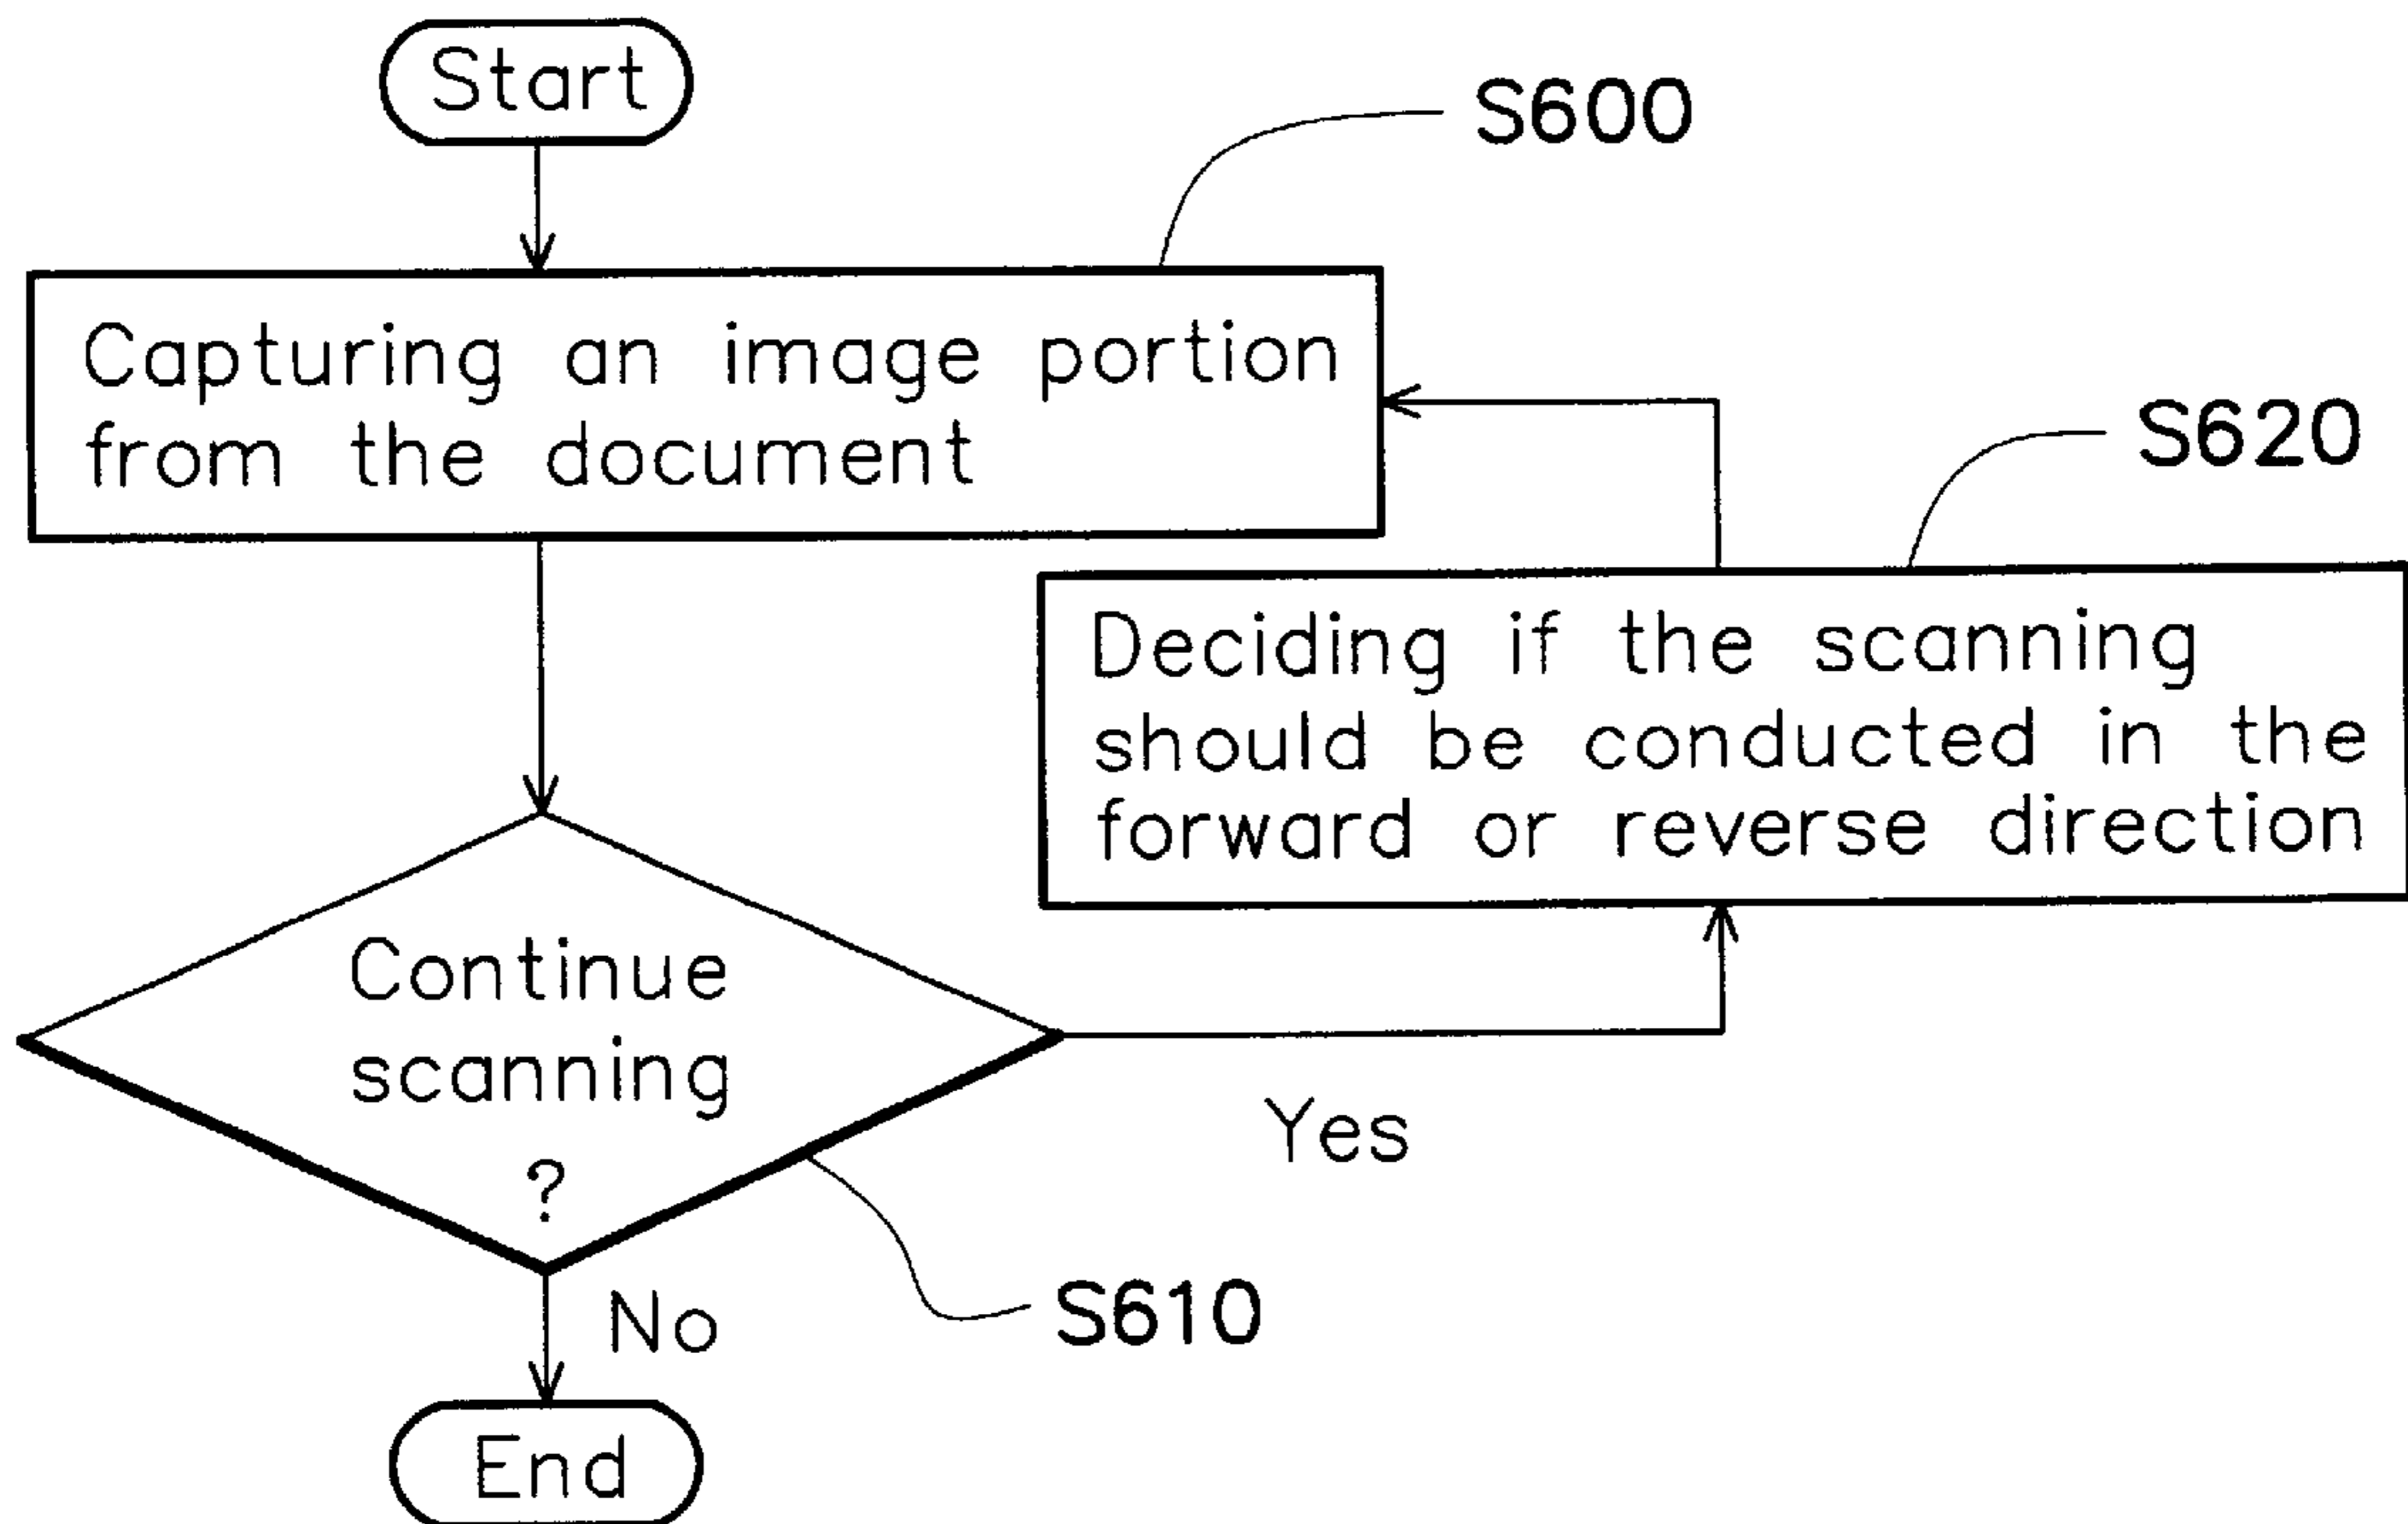 Start
S600
Capturing an image portion
from the document
S620
Deciding if the scanning
should be conducted in the
forward or reverse direction
Continue
scanning
?
Yes
S610
No
End